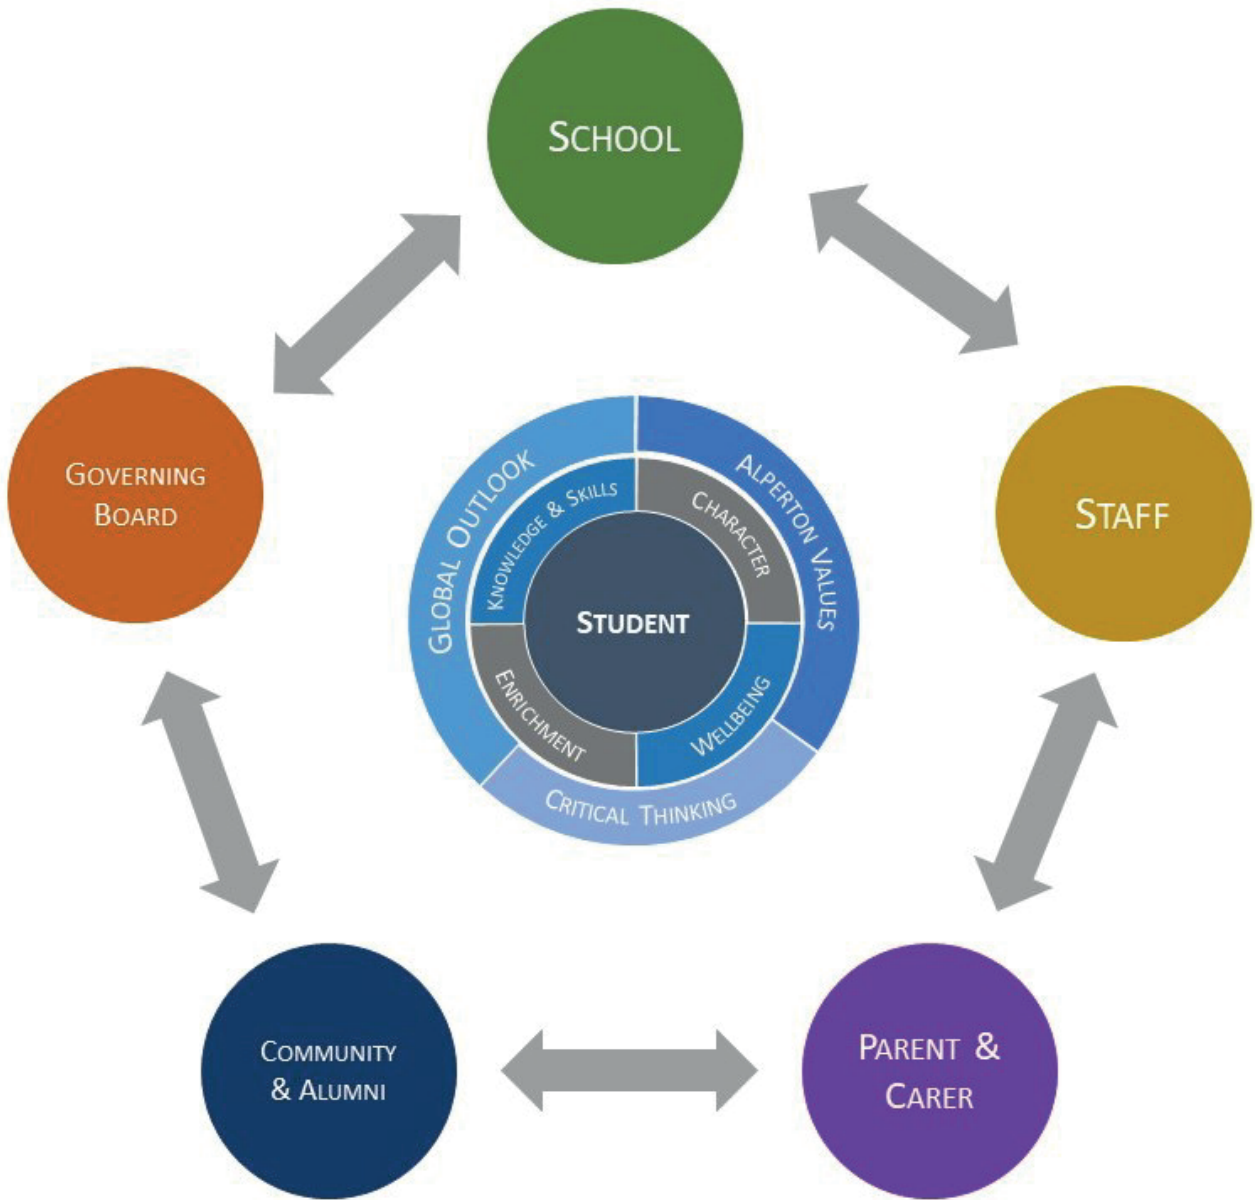 SCHOOL
GOVERNING
BOARD
STAFF
GLOBAL OUTLOOK
ALPERTON VALUES
KNOWLEDGE & SKILLS
CHARACTER
STUDENT
ENRICHMENT
WELLBEING
CRITICAL THINKING
COMMUNITY
& ALUMNI
PARENT &
CARER